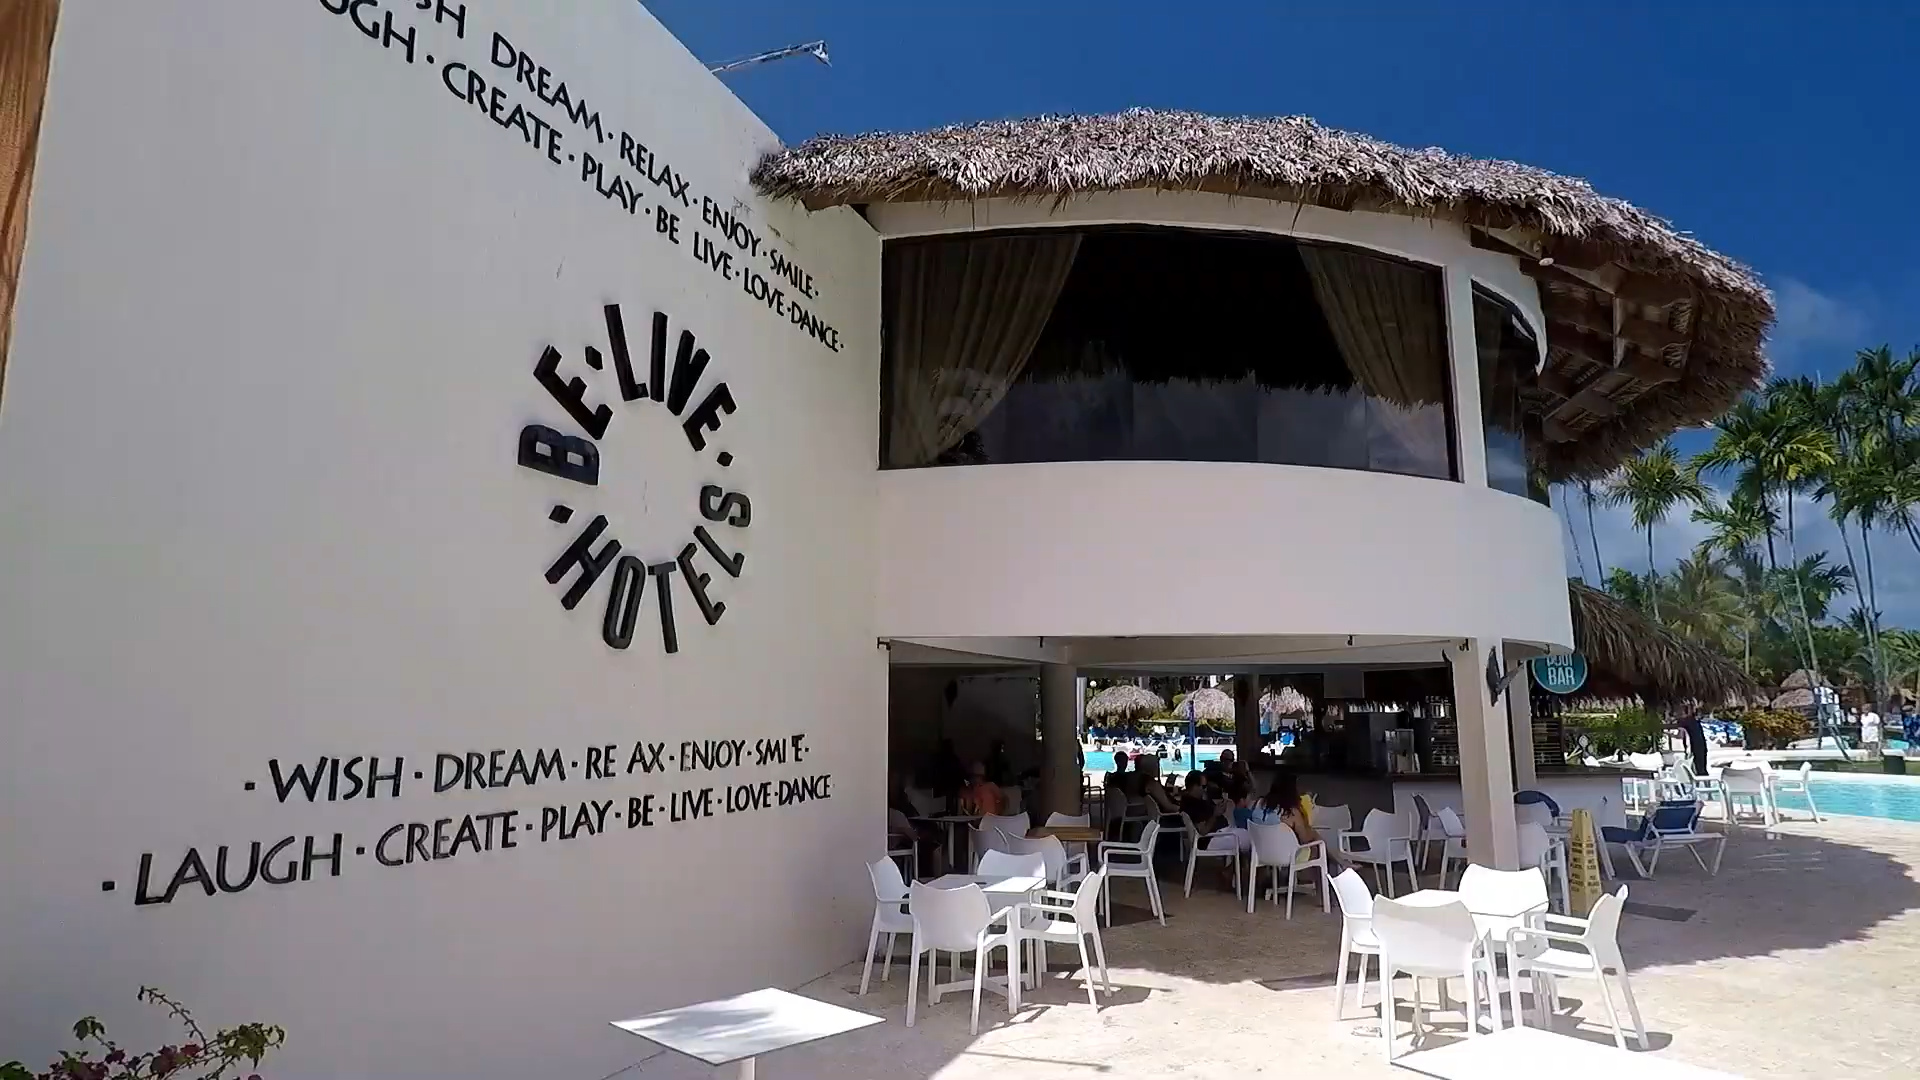 SH DREAM · RELAX · ENJOY · SMILE ·
UGH · CREATE · PLAY · BE LIVE · LOVE · DANCE ·
· BE · LIVE · HOTELS
· WISH · DREAM · RE AX · ENJOY · SMI E ·
· LAUGH · CREATE · PLAY · BE · LIVE · LOVE · DANCE
POOL
BAR